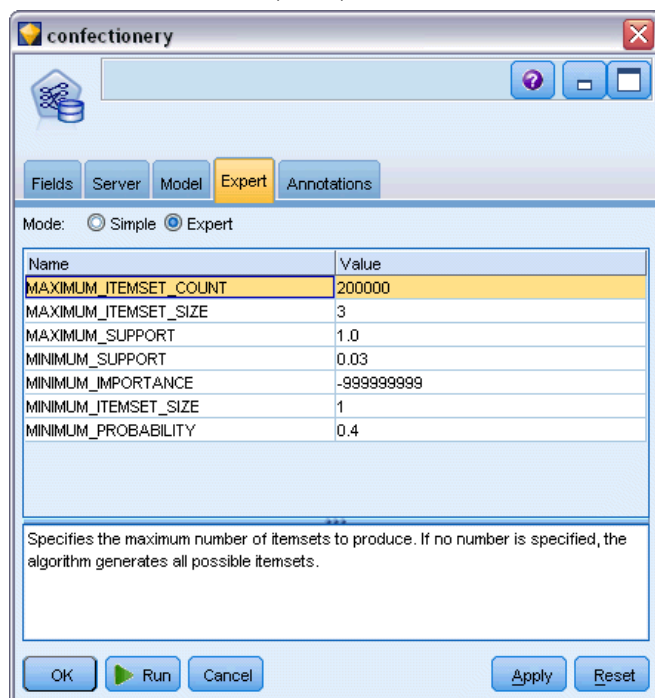 confectionery
Fields Server Model Expert Annotations
Mode: Simple Expert
Name Value
MAXIMUM_ITEMSET_COUNT 200000
MAXIMUM_ITEMSET_SIZE 3
MAXIMUM_SUPPORT 1.0
MINIMUM_SUPPORT 0.03
MINIMUM_IMPORTANCE -999999999
MINIMUM_ITEMSET_SIZE 1
MINIMUM_PROBABILITY 0.4
Specifies the maximum number of itemsets to produce. If no number is specified, the
algorithm generates all possible itemsets.
OK Run Cancel Apply Reset